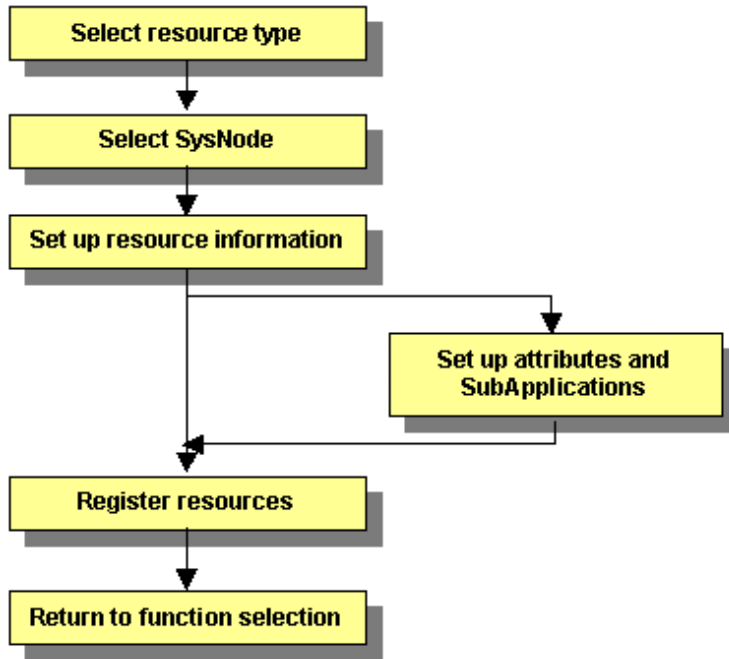 Select resource type
Select SysNode
Set up resource information
Set up attributes and
SubApplications
Register resources
Return to function selection